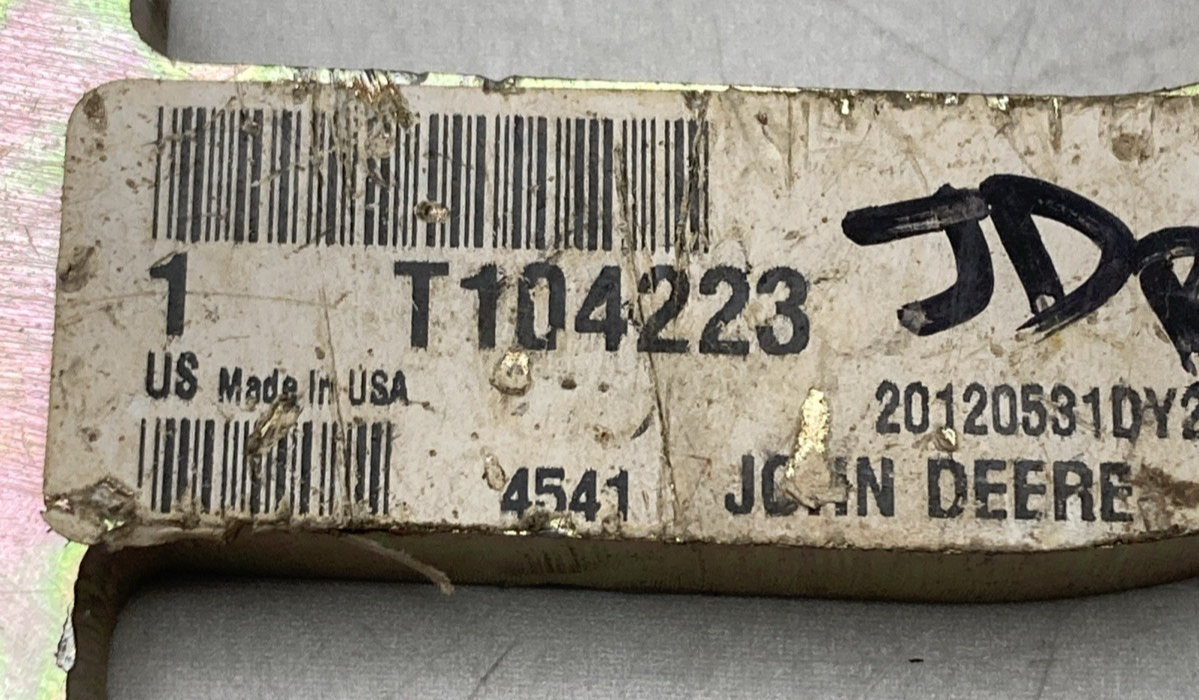 1 T104223
JD
US Made In USA
20120531DY2
4541 JOHN DEERE